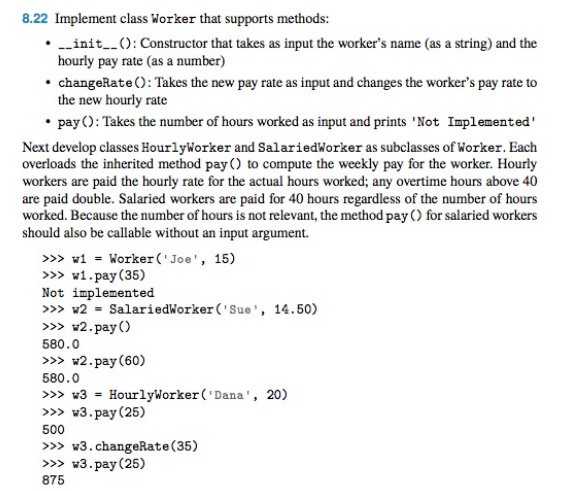 8.22 Implement class Worker that supports methods:
• __init__(): Constructor that takes as input the worker's name (as a string) and the
hourly pay rate (as a number)
• changeRate(): Takes the new pay rate as input and changes the worker's pay rate to
the new hourly rate
• pay(): Takes the number of hours worked as input and prints 'Not Implemented'
Next develop classes HourlyWorker and SalariedWorker as subclasses of Worker. Each
overloads the inherited method pay() to compute the weekly pay for the worker. Hourly
workers are paid the hourly rate for the actual hours worked; any overtime hours above 40
are paid double. Salaried workers are paid for 40 hours regardless of the number of hours
worked. Because the number of hours is not relevant, the method pay() for salaried workers
should also be callable without an input argument.
>>> w1 = Worker('Joe', 15)
>>> w1.pay(35)
Not implemented
>>> w2 = SalariedWorker('Sue', 14.50)
>>> w2.pay()
580.0
>>> w2.pay(60)
580.0
>>> w3 = HourlyWorker('Dana', 20)
>>> w3.pay(25)
500
>>> w3.changeRate(35)
>>> w3.pay(25)
875